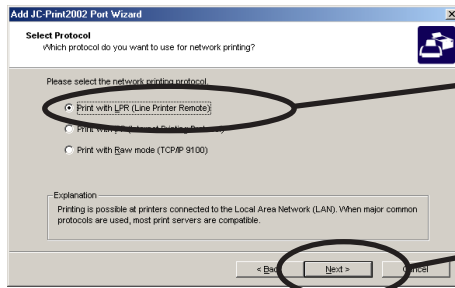 Add JC-Print2002 Port Wizard
Select Protocol
Which protocol do you want to use for network printing?
Please select the network printing protocol.
Print with LPR (Line Printer Remote)
Print with
Print with Raw mode (TCP/IP 9100)
Explanation
Printing is possible at printers connected to the Local Area Network (LAN). When major common
protocols are used, most print servers are compatible.
< Back
Next >
Cancel